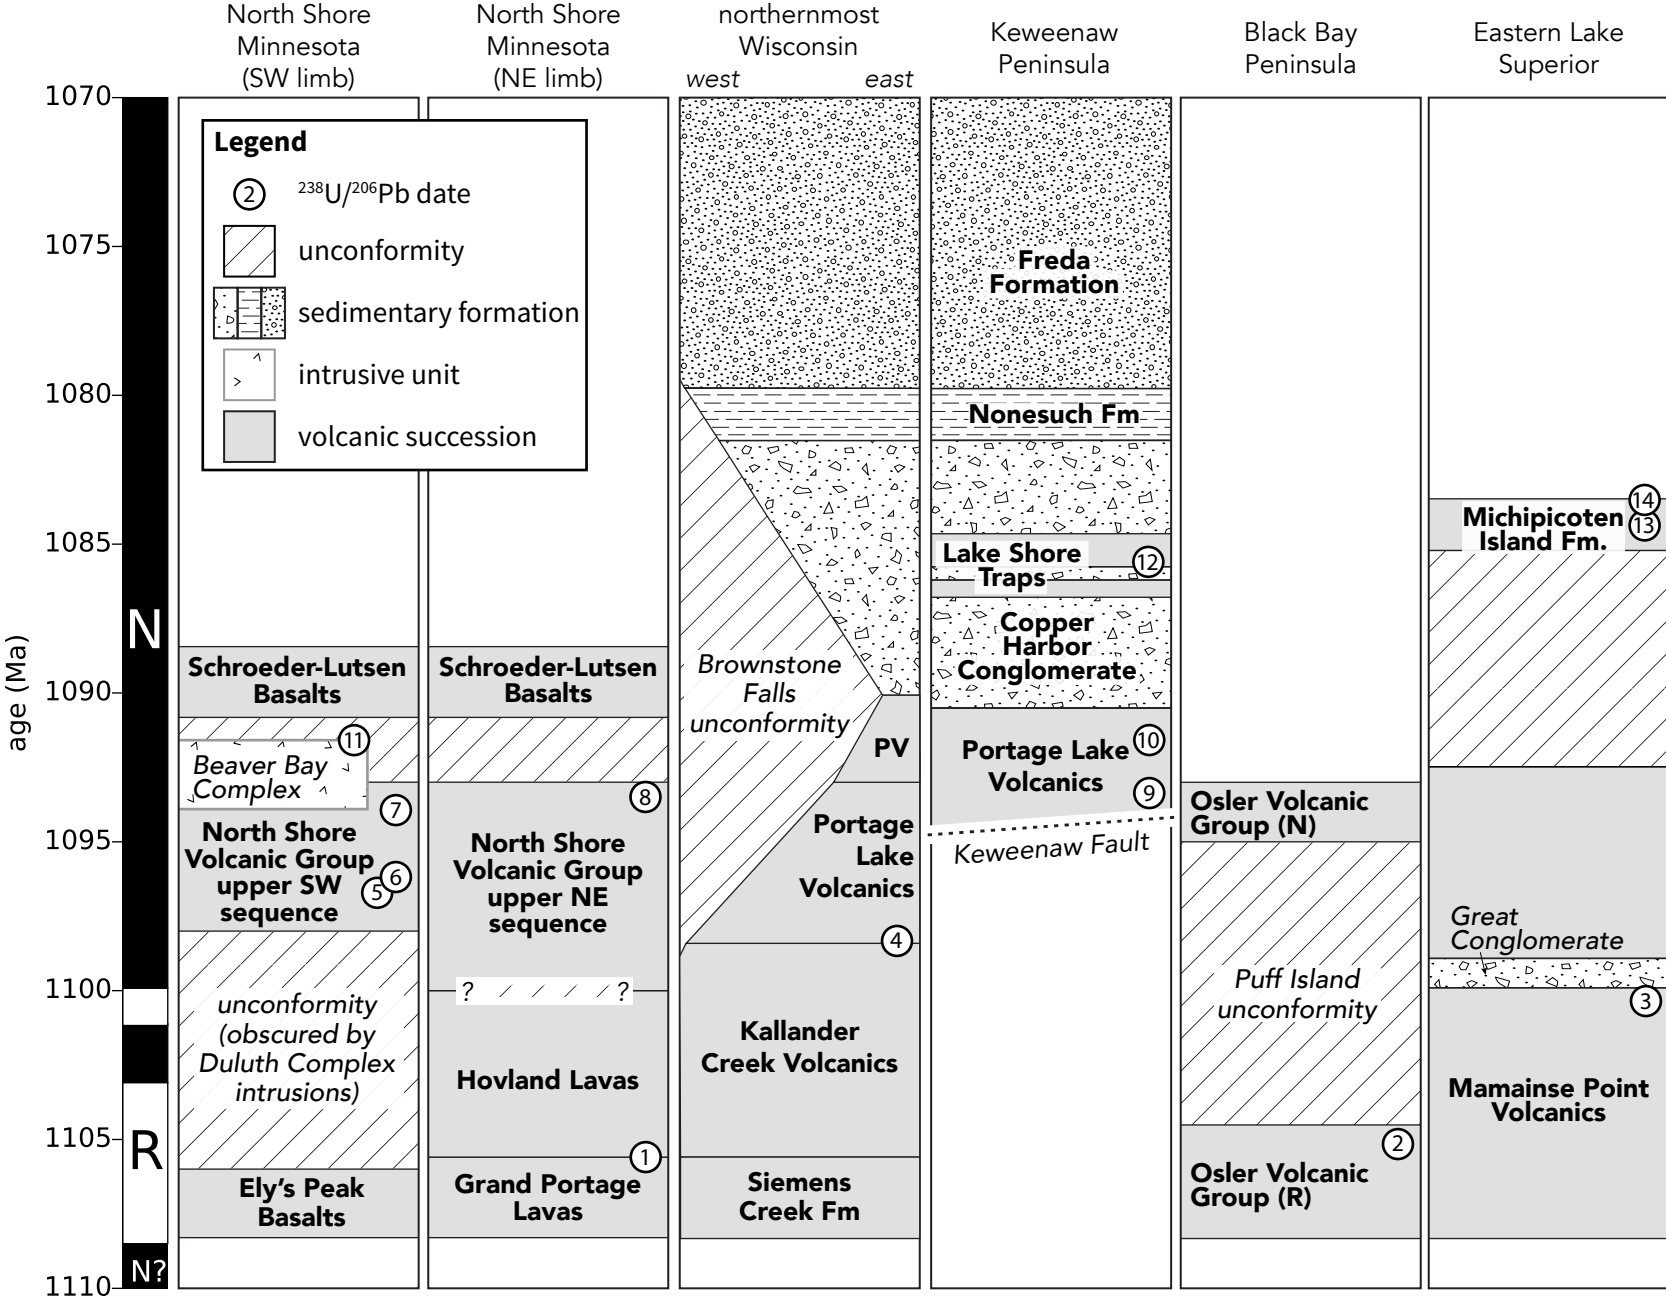 North Shore
Minnesota
(SW limb)
North Shore
Minnesota
(NE limb)
northernmost
Wisconsin
west east
Keweenaw
Peninsula
Black Bay
Peninsula
Eastern Lake
Superior
age (Ma)
1070
1075
1080
1085
1090
1095
1100
1105
1110
N
R
N?
Legend
2 ²³⁸U/²⁰⁶Pb date
unconformity
sedimentary formation
intrusive unit
volcanic succession
Schroeder-Lutsen
Basalts
11
Beaver Bay
Complex
7
North Shore
Volcanic Group
upper SW
sequence
5
6
unconformity
(obscured by
Duluth Complex
intrusions)
Ely's Peak
Basalts
Schroeder-Lutsen
Basalts
8
North Shore
Volcanic Group
upper NE
sequence
? ?
Hovland Lavas
1
Grand Portage
Lavas
Brownstone
Falls
unconformity
PV
Portage
Lake
Volcanics
4
Kallander
Creek Volcanics
Siemens
Creek Fm
Freda
Formation
Nonesuch Fm
Lake Shore
Traps
12
Copper
Harbor
Conglomerate
Portage Lake
Volcanics
10
9
Keweenaw Fault
Osler Volcanic
Group (N)
Puff Island
unconformity
2
Osler Volcanic
Group (R)
14
Michipicoten
Island Fm.
13
Great
Conglomerate
3
Mamainse Point
Volcanics